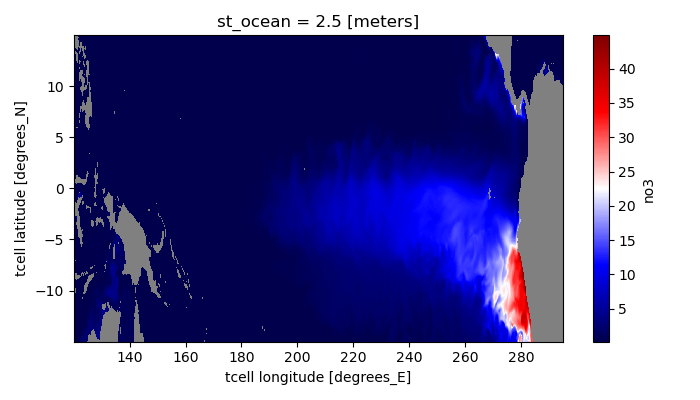 st_ocean = 2.5 [meters]
tcell latitude [degrees_N]
10
5
0
−5
−10
140 160 180 200 220 240 260 280
tcell longitude [degrees_E]
40
35
30
25
20
15
10
5
no3